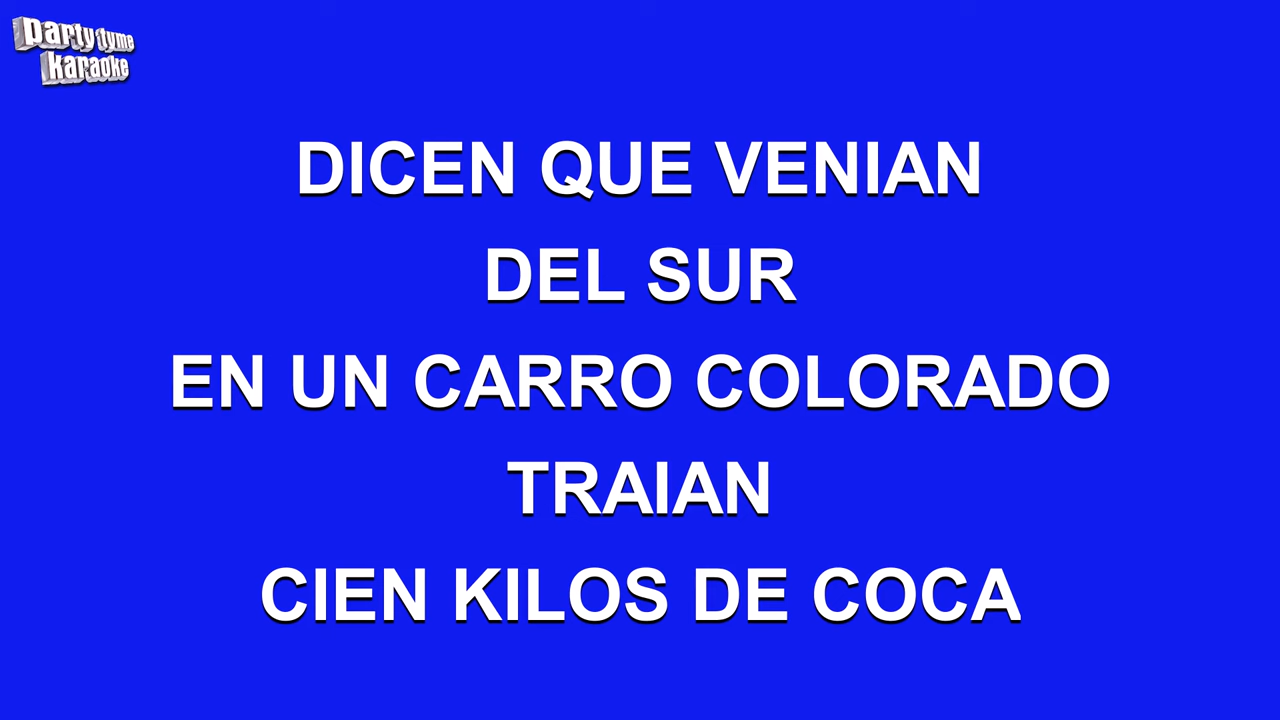 party tyme
karaoke
DICEN QUE VENIAN
DEL SUR
EN UN CARRO COLORADO
TRAIAN
CIEN KILOS DE COCA